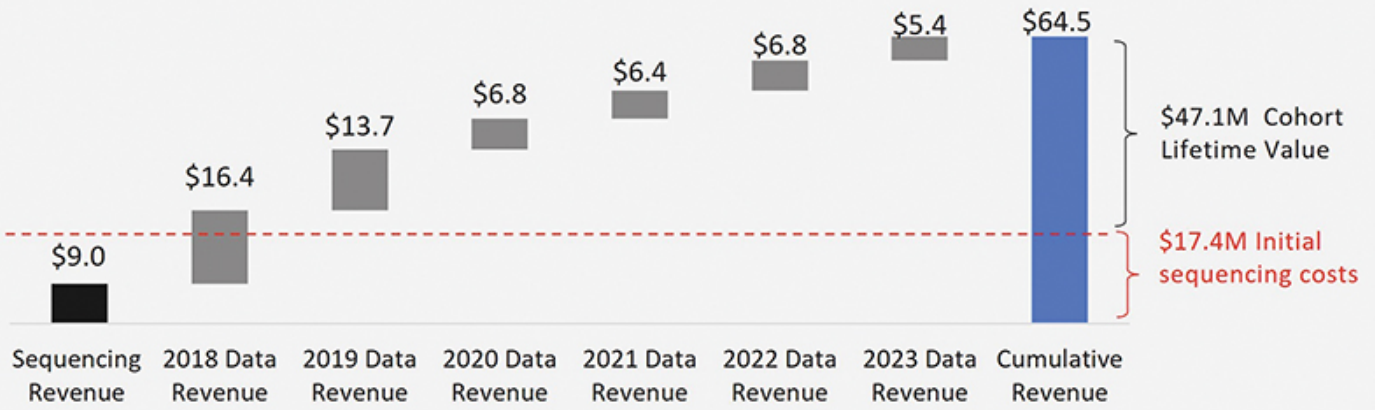 $9.0
$16.4
$13.7
$6.8
$6.4
$6.8
$5.4
$64.5
$47.1M Cohort
Lifetime Value
$17.4M Initial
sequencing costs
Sequencing
Revenue
2018 Data
Revenue
2019 Data
Revenue
2020 Data
Revenue
2021 Data
Revenue
2022 Data
Revenue
2023 Data
Revenue
Cumulative
Revenue